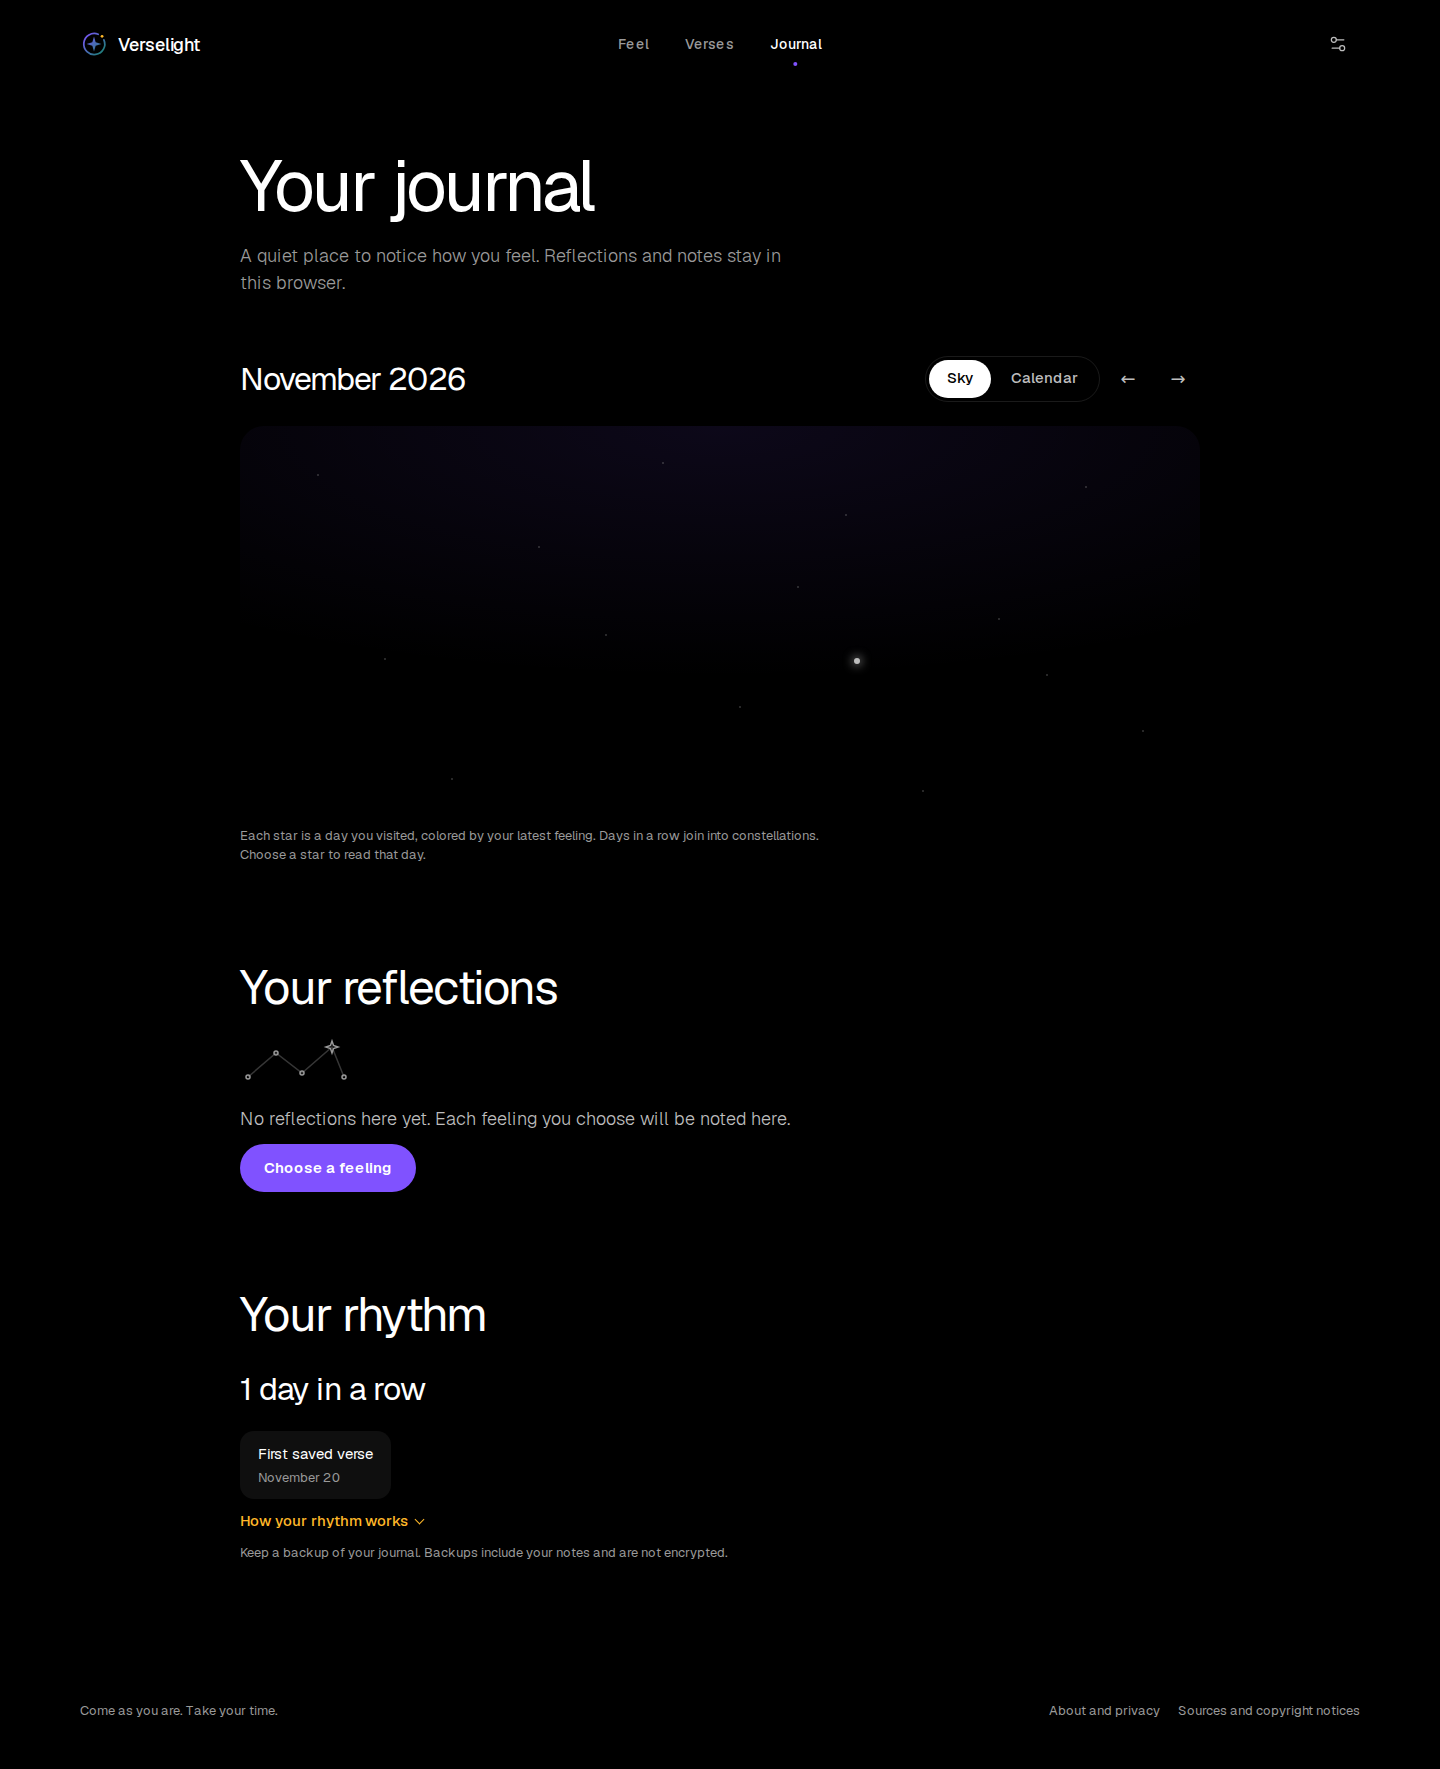 Verselight
Feel
Verses
Journal
Your journal
A quiet place to notice how you feel. Reflections and notes stay in
this browser.
November 2026
Sky
Calendar
←
→
Each star is a day you visited, colored by your latest feeling. Days in a row join into constellations.
Choose a star to read that day.
Your reflections
No reflections here yet. Each feeling you choose will be noted here.
Choose a feeling
Your rhythm
1 day in a row
First saved verse
November 20
How your rhythm works
Keep a backup of your journal. Backups include your notes and are not encrypted.
Come as you are. Take your time.
About and privacy
Sources and copyright notices